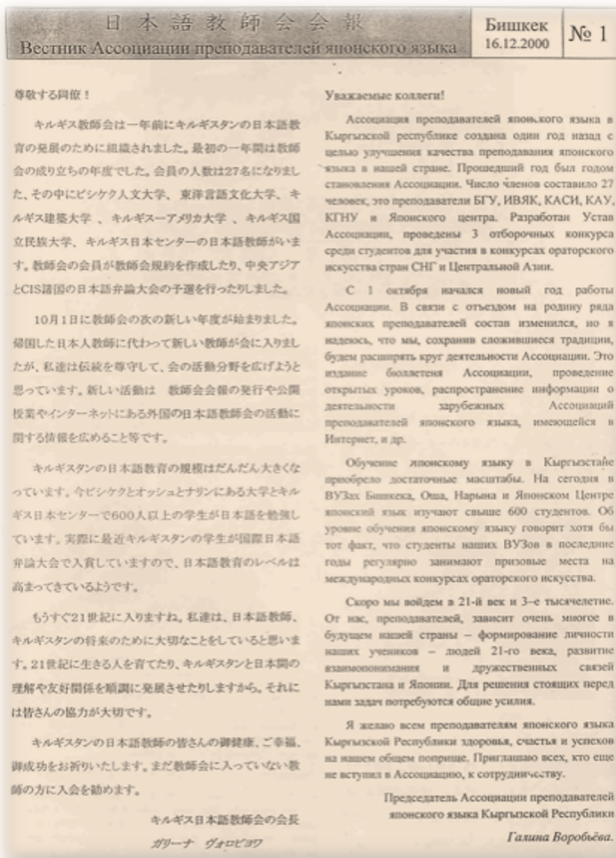 日本語教師会会報
Вестник Ассоциации преподавателей японского языка
Бишкек
16.12.2000
№ 1
尊敬する同僚！
キルギス教師会は一年前にキルギスタンの日本語教
育の発展のために組織されました。最初の一年間は教師
会の成り立ちの年度でした。会員の人数は27名になりまし
た、その中にビシケク人文大学、東洋言語文化大学、キ
ルギス建築大学、キルギスーアメリカ大学、キルギス国
立民族大学、キルギス日本センターの日本語教師がいま
す。教師会の会員が教師会規約を作成したり、中央アジア
とCIS諸国の日本語弁論大会の予選を行ったりしました。
10月1日に教師会の次の新しい年度が始まりました。
帰国した日本人教師に代わって新しい教師が会に入りまし
たが、私達は伝統を尊守して、会の活動分野を広げようと
思っています。新しい活動は 教師会会報の発行や公開
授業やインターネットにある外国の日本語教師会の活動に
関する情報を広めること等です。
キルギスタンの日本語教育の規模はだんだん大きくな
っています。今ビシケクとオッシュとナリンにある大学とキル
ギス日本センターで600人以上の学生が日本語を勉強し
ています。実際に最近キルギスタンの学生が国際日本語
弁論大会で入賞していますので、日本語教育のレベルは
高まってきているようです。
もうすぐ21世紀に入りますね。私達は、日本語教師、
キルギスタンの将来のために大切なことをしていると思いま
す。21世紀に生きる人を育てたり、キルギスタンと日本間の
理解や友好関係を順調に発展させたりしますから。それに
は皆さんの協力が大切です。
キルギスタンの日本語教師の皆さんの御健康、ご幸福、
御成功をお祈りいたします。まだ教師会に入っていない教
師の方に入会を勧めます。
キルギス日本語教師会の会長
ガリーナ ヴォロビヨワ
Уважаемые коллеги!
Ассоциация преподавателей японского языка в
Кыргызской республике создана один год назад с
целью улучшения качества преподавания японского
языка в нашей стране. Прошедший год был годом
становления Ассоциации. Число членов составило 27
человек, это преподаватели БГУ, ИВЯК, КАСИ, КАУ,
КГНУ и Японского центра. Разработан Устав
Ассоциации, проведены 3 отборочных конкурса
среди студентов для участия в конкурсах ораторского
искусства стран СНГ и Центральной Азии.
С 1 октября начался новый год работы
Ассоциации. В связи с отъездом на родину ряда
японских преподавателей состав изменился, но я
надеюсь, что мы, сохранив сложившиеся традиции,
будем расширять круг деятельности Ассоциации. Это
издание бюллетеня Ассоциации, проведение
открытых уроков, распространение информации о
деятельности зарубежных Ассоциаций
преподавателей японского языка, имеющейся в
Интернет, и др.
Обучение японскому языку в Кыргызстане
приобрело достаточные масштабы. На сегодня в
ВУЗах Бишкека, Оша, Нарына и Японском Центре
японский язык изучают свыше 600 студентов. Об
уровне обучения японскому языку говорит хотя бы
тот факт, что студенты наших ВУЗов в последние
годы регулярно занимают призовые места на
международных конкурсах ораторского искусства.
Скоро мы войдем в 21-й век и 3–е тысячелетие.
От нас, преподавателей, зависит очень многое в
будущем нашей страны – формирование личности
наших учеников – людей 21-го века, развитие
взаимопонимания и дружественных связей
Кыргызстана и Японии. Для решения стоящих перед
нами задач потребуются общие усилия.
Я желаю всем преподавателям японского языка
Кыргызской Республики здоровья, счастья и успехов
на нашем общем поприще. Приглашаю всех, кто еще
не вступил в Ассоциацию, к сотрудничеству.
Председатель Ассоциации преподавателей
японского языка Кыргызской Республики
Галина Воробьёва.